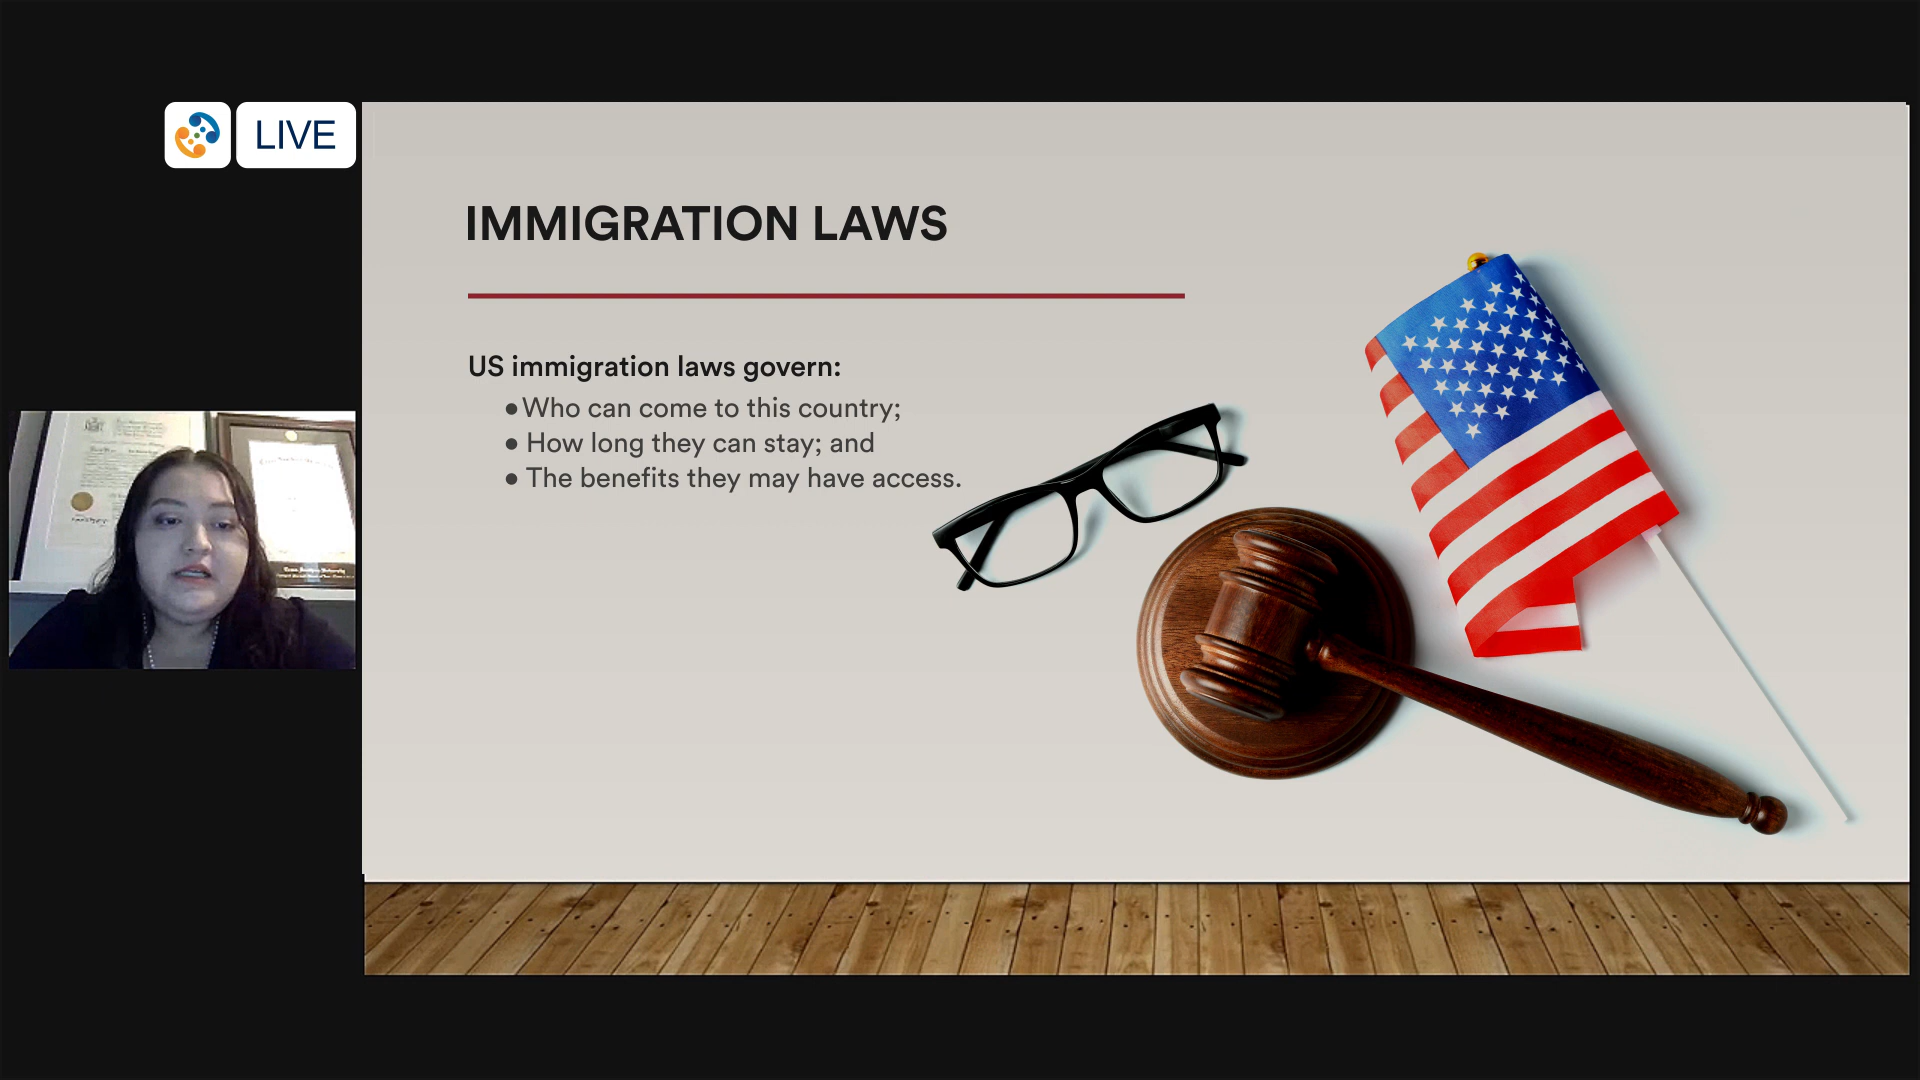 LIVE
IMMIGRATION LAWS
US immigration laws govern:
●Who can come to this country;
● How long they can stay; and
● The benefits they may have access.